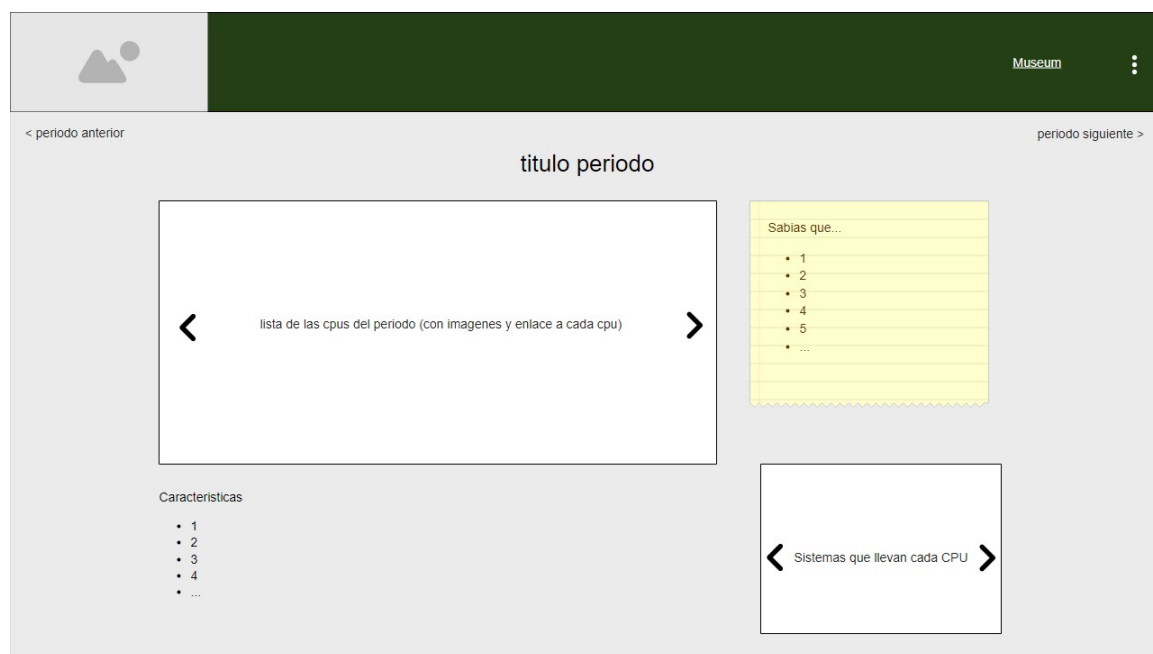 Museum
< periodo anterior
periodo siguiente >
titulo periodo
lista de las cpus del periodo (con imagenes y enlace a cada cpu)
Sabias que...
• 1
• 2
• 3
• 4
• 5
• ...
Caracteristicas
• 1
• 2
• 3
• 4
• ...
Sistemas que llevan cada CPU